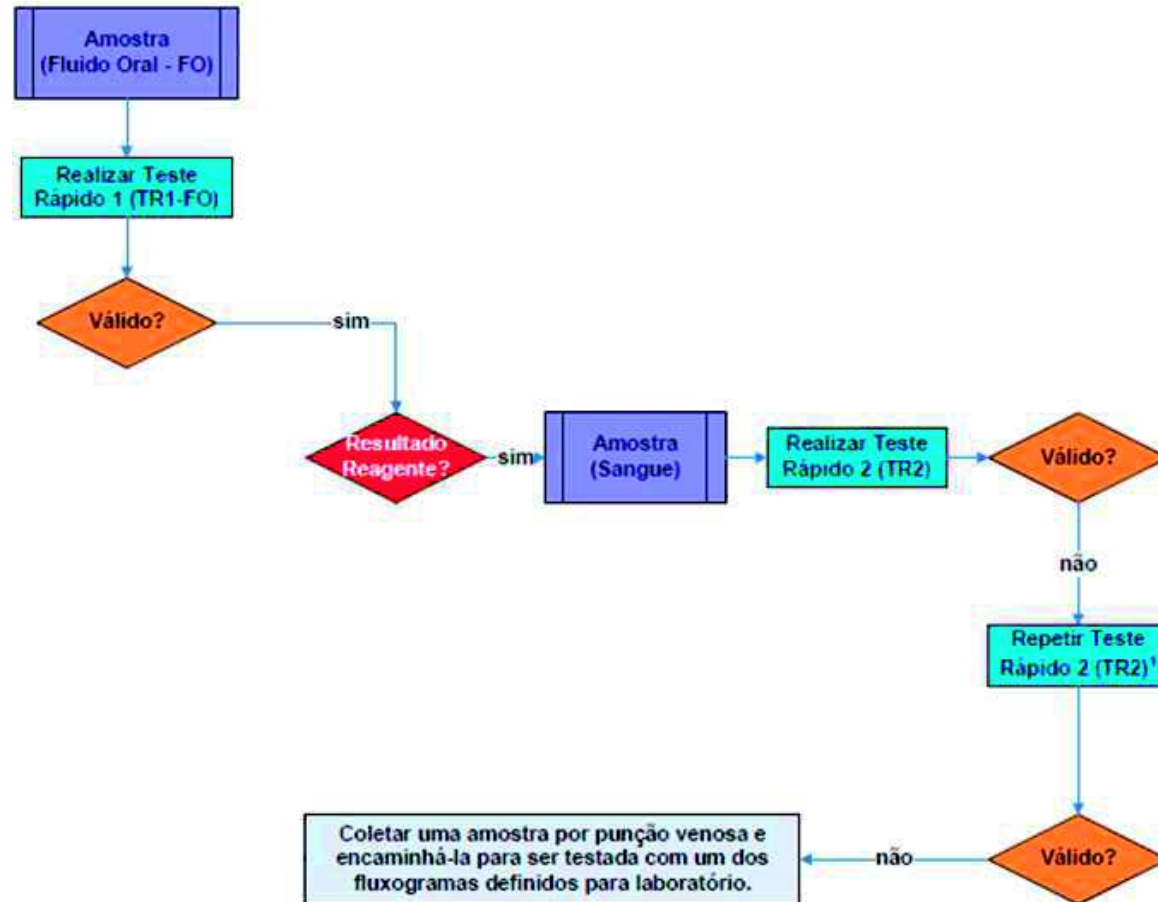 Amostra
(Fluido Oral - FO)
Realizar Teste
Rápido 1 (TR1-FO)
Válido?
sim
Resultado
Reagente?
sim
Amostra
(Sangue)
Realizar Teste
Rápido 2 (TR2)
Válido?
não
Repetir Teste
Rápido 2 (TR2)¹
Válido?
não
Coletar uma amostra por punção venosa e
encaminhá-la para ser testada com um dos
fluxogramas definidos para laboratório.